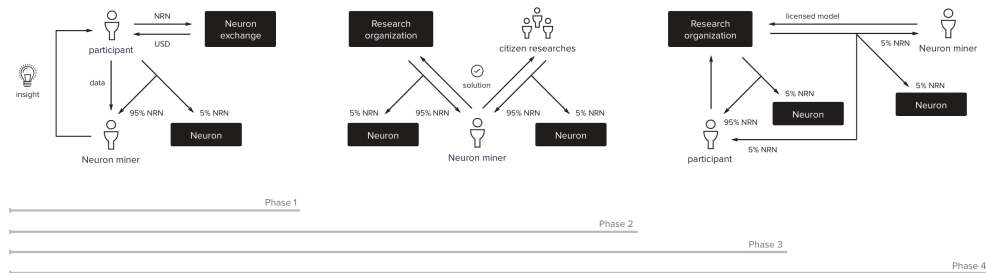 NRN
Neuron
exchange
USD
participant
insight
data
95% NRN
5% NRN
Neuron
Neuron miner
Research
organization
citizen researches
solution
5% NRN
95% NRN
95% NRN
5% NRN
Neuron
Neuron
Neuron miner
Research
organization
licensed model
5% NRN
Neuron miner
5% NRN
Neuron
5% NRN
Neuron
95% NRN
5% NRN
participant
Phase 1
Phase 2
Phase 3
Phase 4